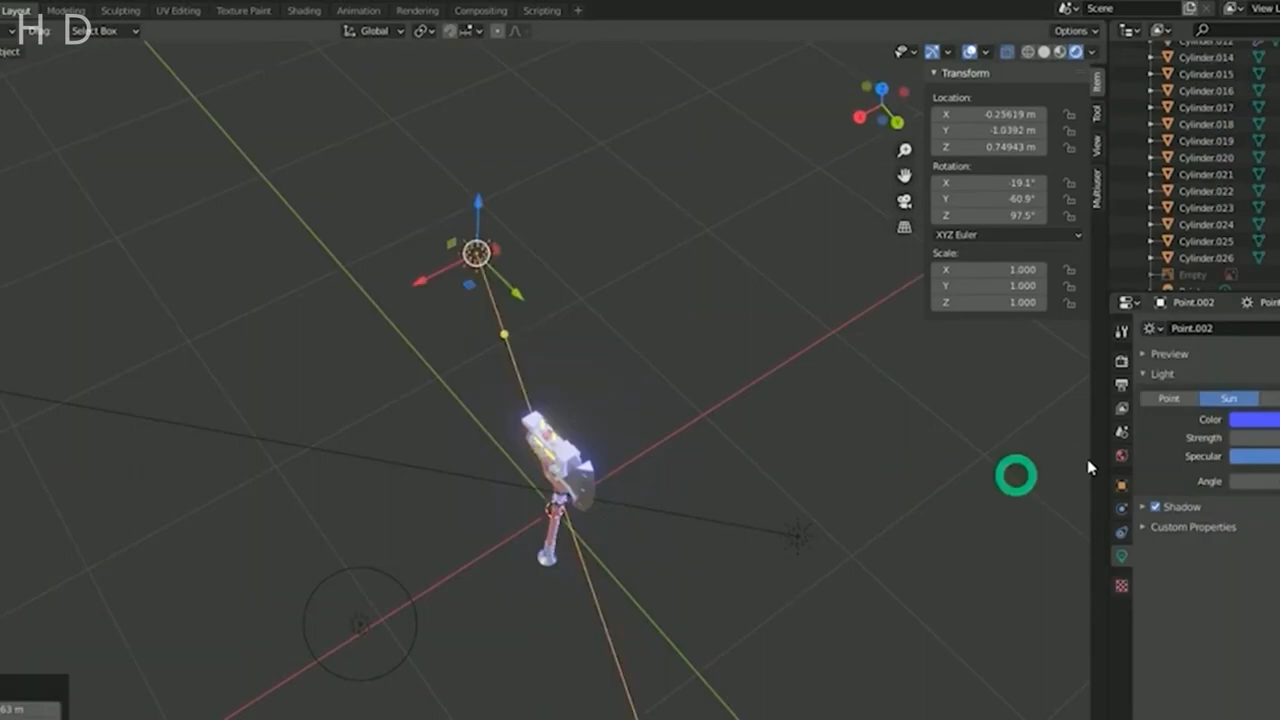 Layout Modeling Sculpting UV Editing Texture Paint Shading Animation Rendering Compositing Scripting +
Scene
View L
H D
Drag: Select Box
Global
Options
bject
Transform
Location:
X -0.25619 m
Y -1.0392 m
Z 0.74943 m
Rotation:
X -19.1°
Y -60.9°
Z 97.5°
XYZ Euler
Scale:
X 1.000
Y 1.000
Z 1.000
Item
Tool
View
Multiuser
Cylinder.012
Cylinder.014
Cylinder.015
Cylinder.016
Cylinder.017
Cylinder.018
Cylinder.019
Cylinder.020
Cylinder.021
Cylinder.022
Cylinder.023
Cylinder.024
Cylinder.025
Cylinder.026
Empty
Point.002
Poin
Point.002
Preview
Light
Point Sun
Color
Strength
Specular
Angle
Shadow
Custom Properties
63 m